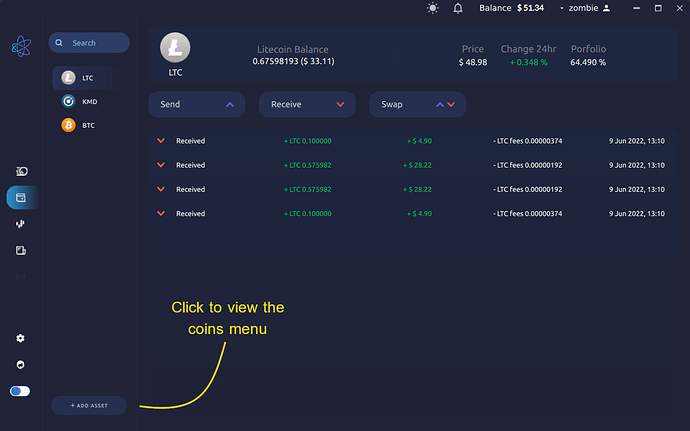 Balance $ 51.34 zombie
Search
LTC
KMD
BTC
LTC
Litecoin Balance
0.67598193 ($ 33.11)
Price
$ 48.98
Change 24hr
+ 0.348 %
Porfolio
64.490 %
Send
Receive
Swap
Received + LTC 0.100000 + $ 4.90 - LTC fees 0.00000374 9 Jun 2022, 13:10
Received + LTC 0.575982 + $ 28.22 - LTC fees 0.00000192 9 Jun 2022, 13:10
Received + LTC 0.575982 + $ 28.22 - LTC fees 0.00000192 9 Jun 2022, 13:10
Received + LTC 0.100000 + $ 4.90 - LTC fees 0.00000374 9 Jun 2022, 13:10
Click to view the
coins menu
+ ADD ASSET